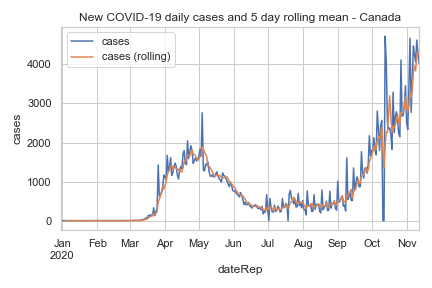 New COVID-19 daily cases and 5 day rolling mean - Canada
cases
cases (rolling)
4000
3000
2000
1000
0
cases
Jan Feb Mar Apr May Jun Jul Aug Sep Oct Nov
2020
dateRep